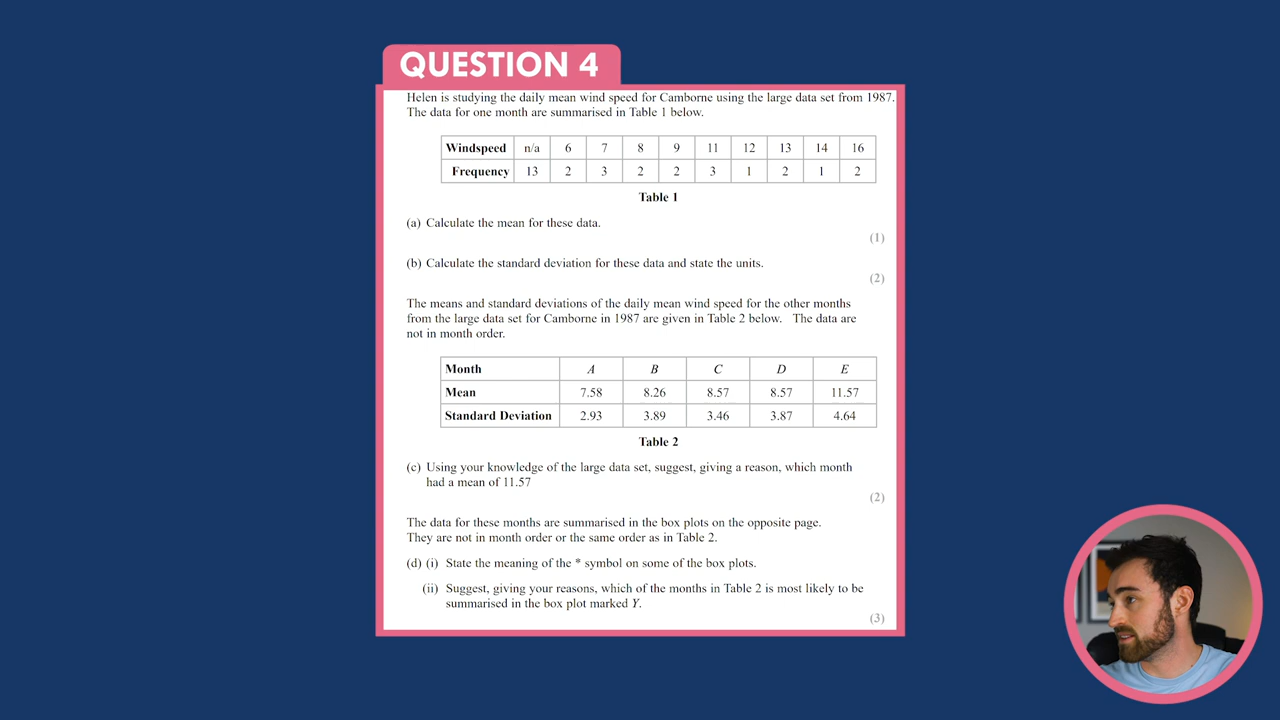 QUESTION 4
Helen is studying the daily mean wind speed for Camborne using the large data set from 1987.
The data for one month are summarised in Table 1 below.
Windspeed n/a 6 7 8 9 11 12 13 14 16
Frequency 13 2 3 2 2 3 1 2 1 2
Table 1
(a) Calculate the mean for these data.
(1)
(b) Calculate the standard deviation for these data and state the units.
(2)
The means and standard deviations of the daily mean wind speed for the other months
from the large data set for Camborne in 1987 are given in Table 2 below. The data are
not in month order.
Month A B C D E
Mean 7.58 8.26 8.57 8.57 11.57
Standard Deviation 2.93 3.89 3.46 3.87 4.64
Table 2
(c) Using your knowledge of the large data set, suggest, giving a reason, which month
had a mean of 11.57
(2)
The data for these months are summarised in the box plots on the opposite page.
They are not in month order or the same order as in Table 2.
(d) (i) State the meaning of the * symbol on some of the box plots.
(ii) Suggest, giving your reasons, which of the months in Table 2 is most likely to be
summarised in the box plot marked Y.
(3)